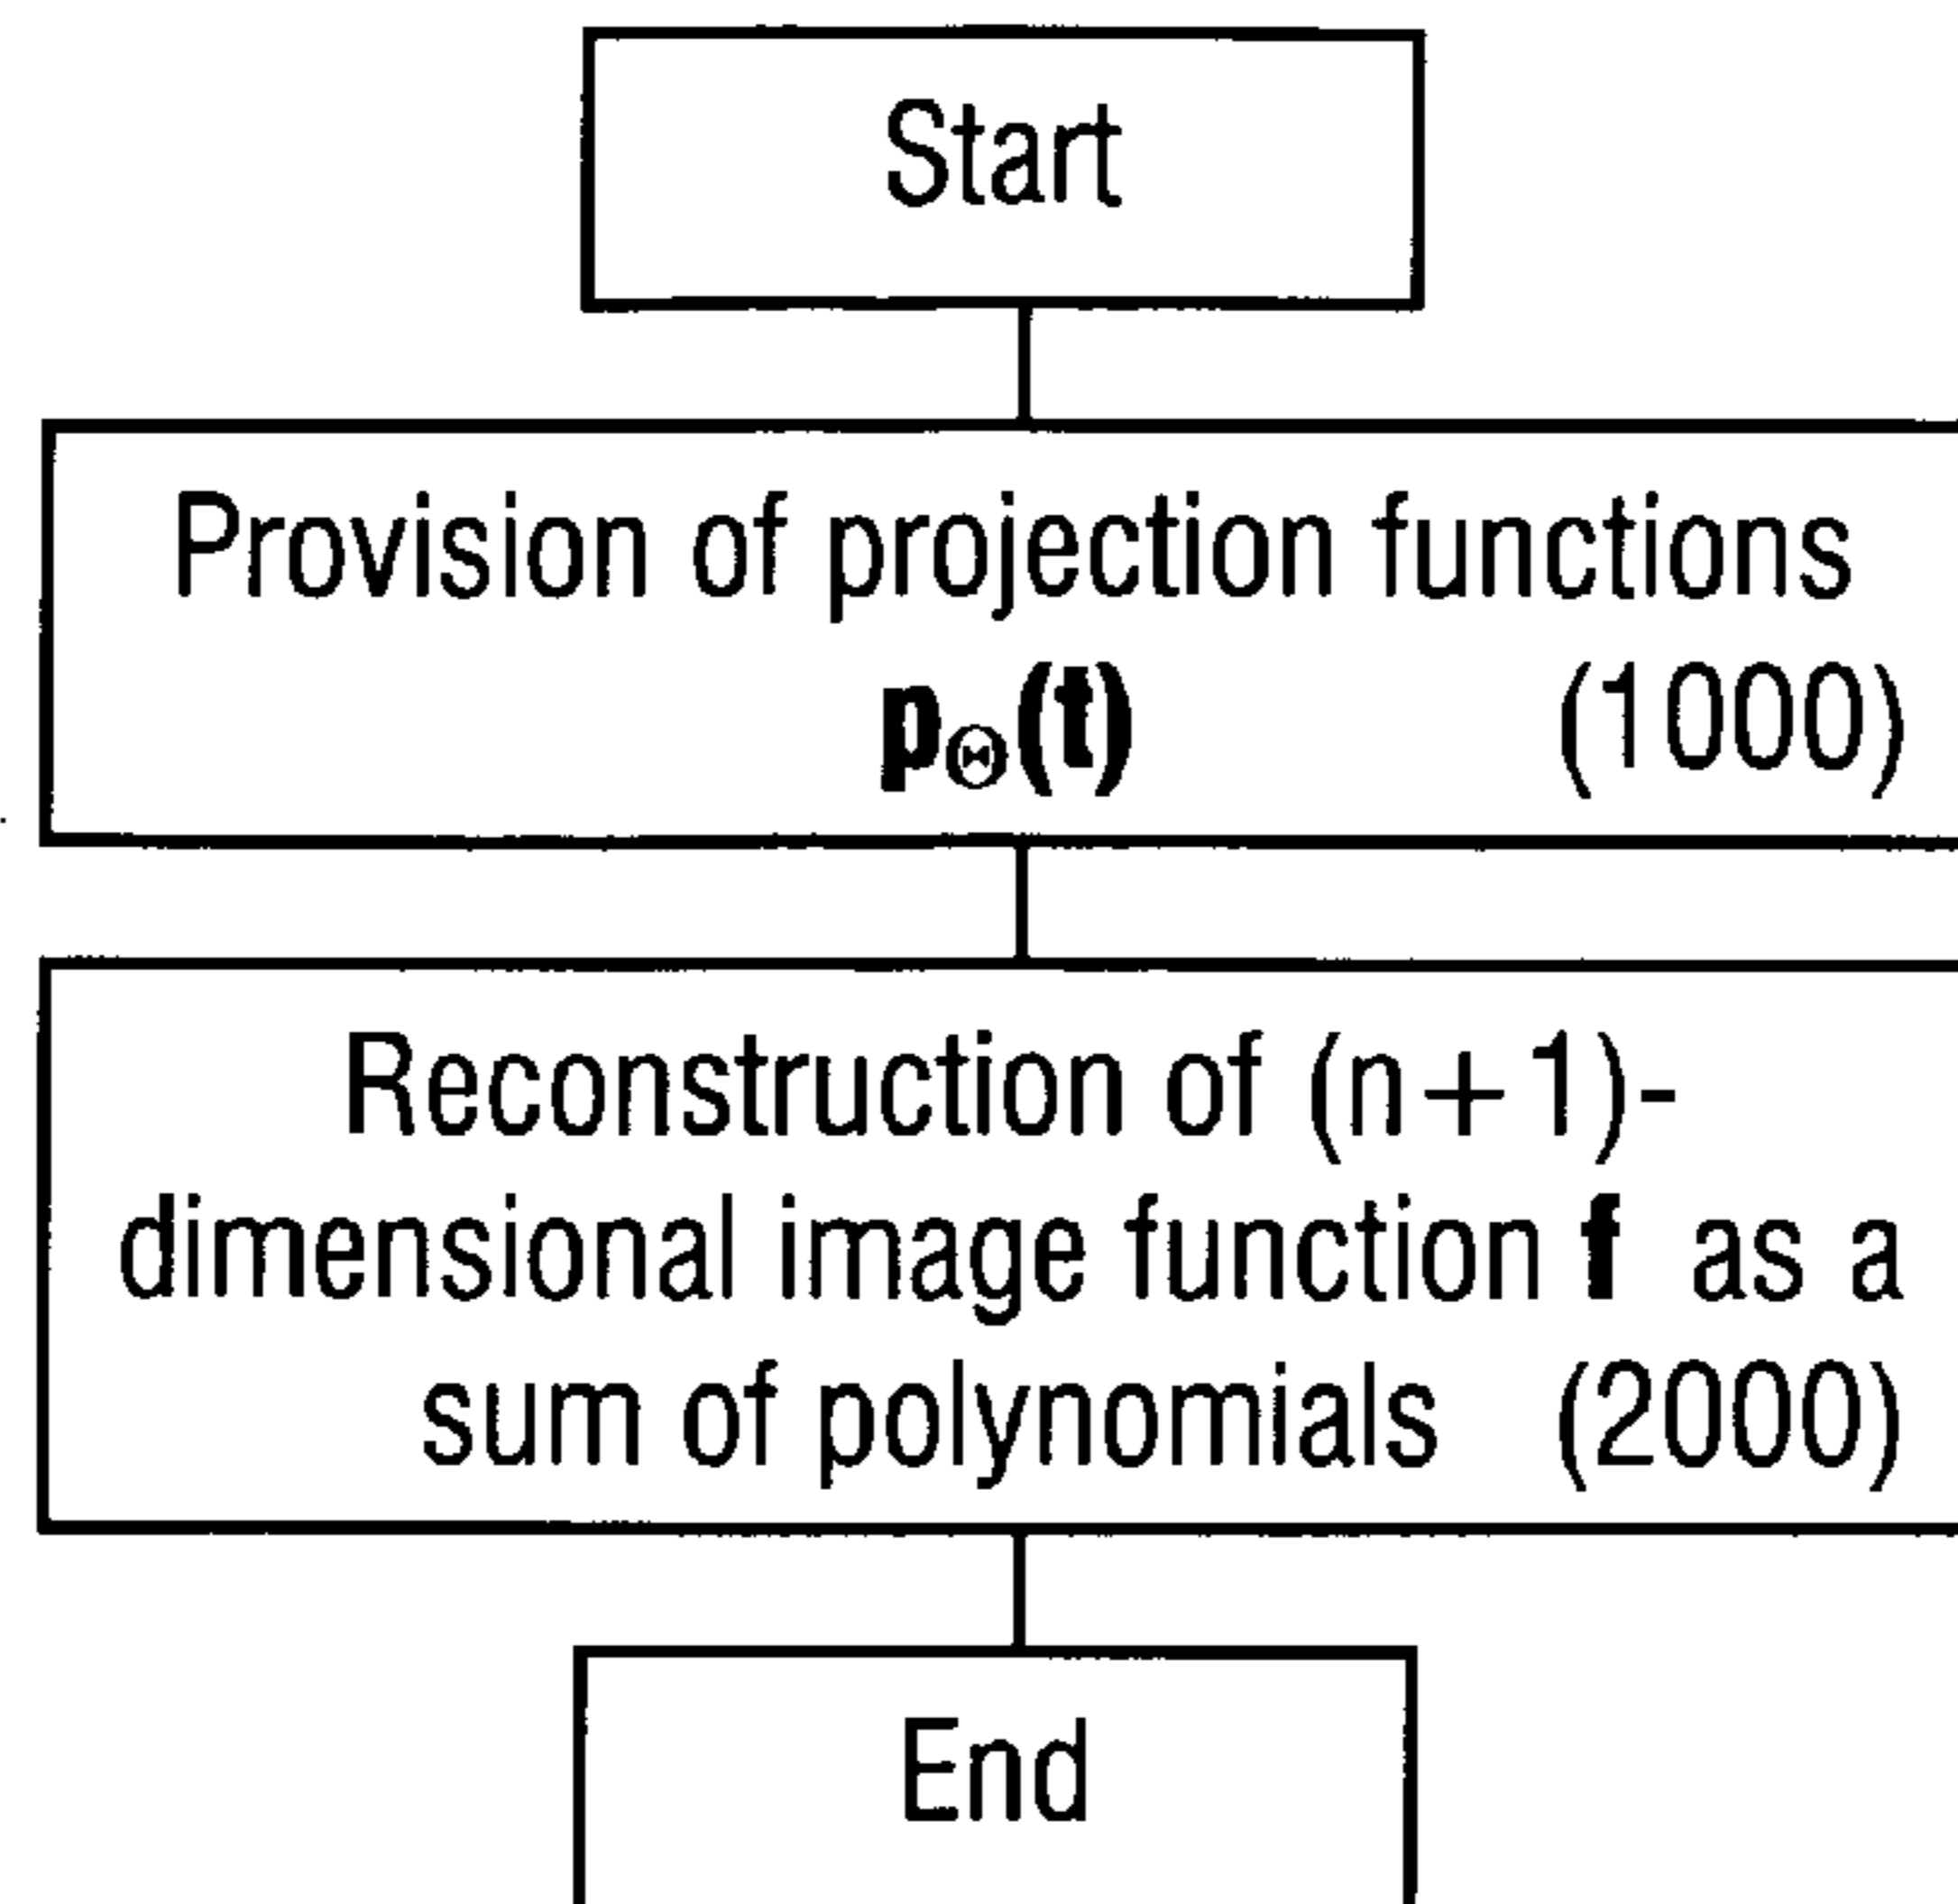 Start
Provision of projection functions
pΘ(t) (1000)
Reconstruction of (n+1)-
dimensional image function f as a
sum of polynomials (2000)
End